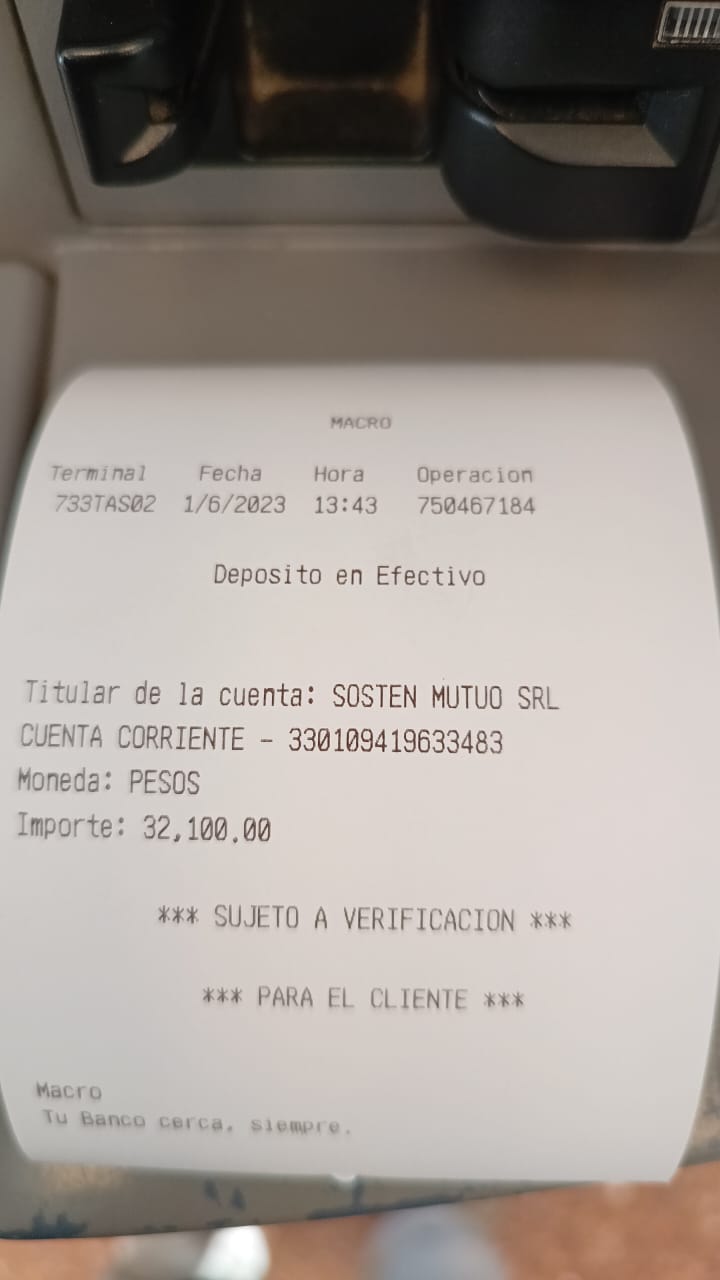 MACRO
Terminal Fecha Hora Operacion
733TAS02 1/6/2023 13:43 750467184
Deposito en Efectivo
Titular de la cuenta: SOSTEN MUTUO SRL
CUENTA CORRIENTE - 330109419633483
Moneda: PESOS
Importe: 32,100.00
*** SUJETO A VERIFICACION ***
*** PARA EL CLIENTE ***
Macro
Tu Banco cerca, siempre.